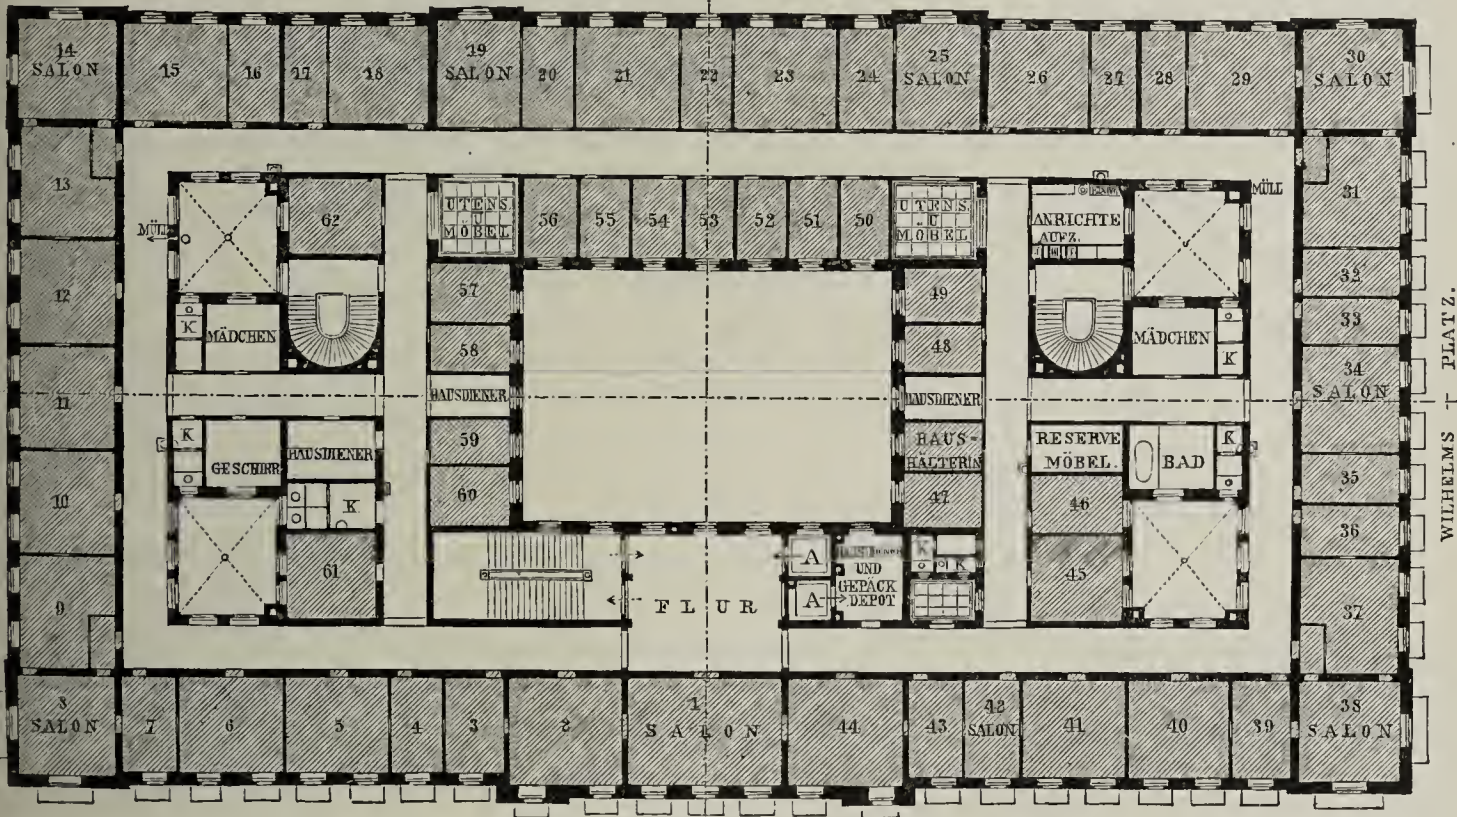 14 SALON
15
16
17
18
19 SALON
20
21
22
23
24
25 SALON
26
27
28
29
30 SALON
13
62
UTENS. U MÖBEL
56
55
54
53
52
51
50
UTENS. U MÖBEL
ANRICHTE
AUFZ.
MÜLL
31
MÜLL
12
57
49
32
K
MÄDCHEN
58
48
MÄDCHEN
K
33
34 SALON
11
HAUSDIENER
HAUSDIENER
WILHELMS - PLATZ.
K
GESCHIRR
HAUSDIENER
59
HAUS-
HÄLTERIN
RESERVE
MÖBEL.
BAD
K
35
10
K
60
47
46
36
9
61
FLUR
A
A
UND
GEPÄCK
DEPOT
K
K
45
37
8 SALON
7
6
5
4
3
2
1
SALON
44
43
42 SALON
41
40
39
38 SALON